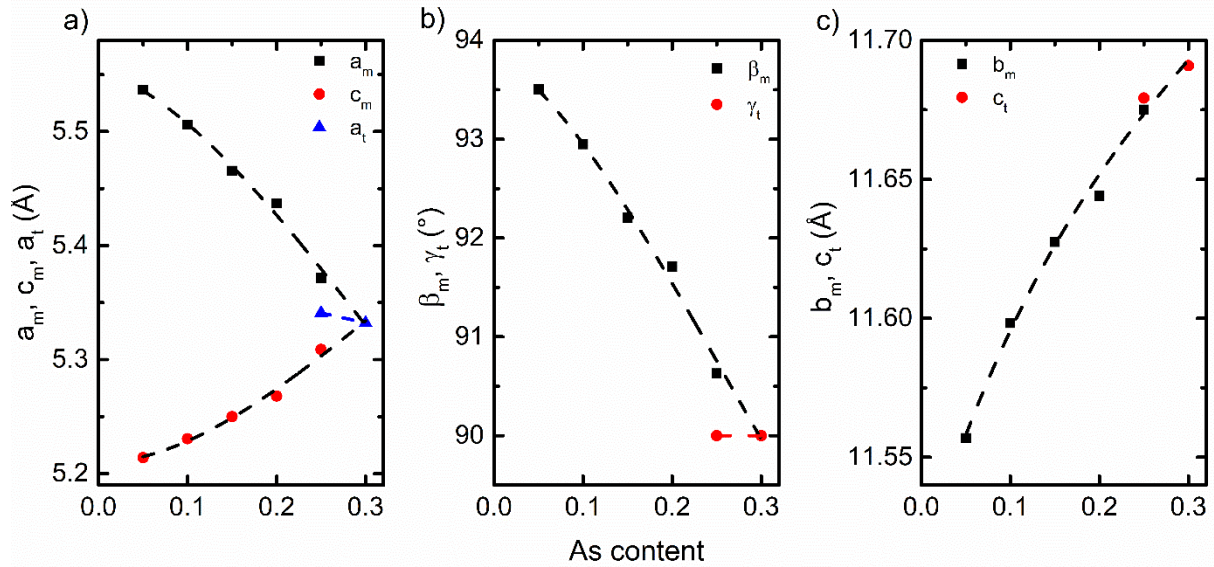 a)
a_m
c_m
a_t
5.5
5.4
5.3
5.2
a_m, c_m, a_t (Å)
0.0 0.1 0.2 0.3
b)
β_m
γ_t
94
93
92
91
90
β_m, γ_t (°)
0.0 0.1 0.2 0.3
c)
b_m
c_t
11.70
11.65
11.60
11.55
b_m, c_t (Å)
0.0 0.1 0.2 0.3
As content